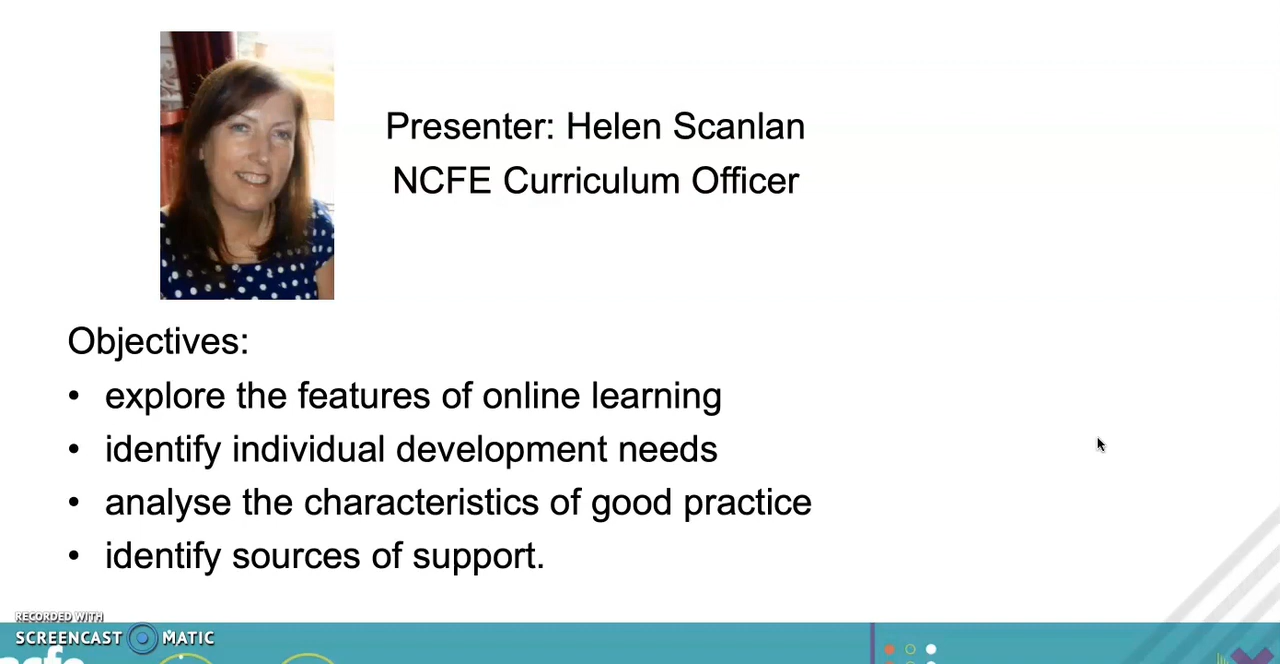 Presenter: Helen Scanlan
NCFE Curriculum Officer
Objectives:
• explore the features of online learning
• identify individual development needs
• analyse the characteristics of good practice
• identify sources of support.
RECORDED WITH
SCREENCAST MATIC
ncfe